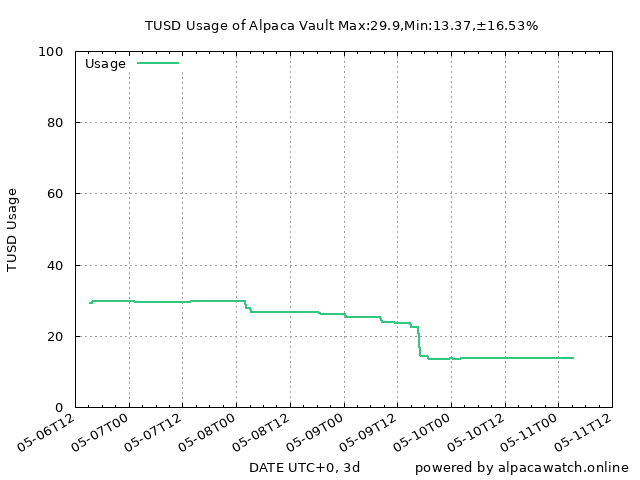 TUSD Usage of Alpaca Vault Max:29.9,Min:13.37,±16.53%
Usage
TUSD Usage
100
80
60
40
20
0
05-06T12 05-07T00 05-07T12 05-08T00 05-08T12 05-09T00 05-09T12 05-10T00 05-10T12 05-11T00 05-11T12
DATE UTC+0, 3d powered by alpacawatch.online